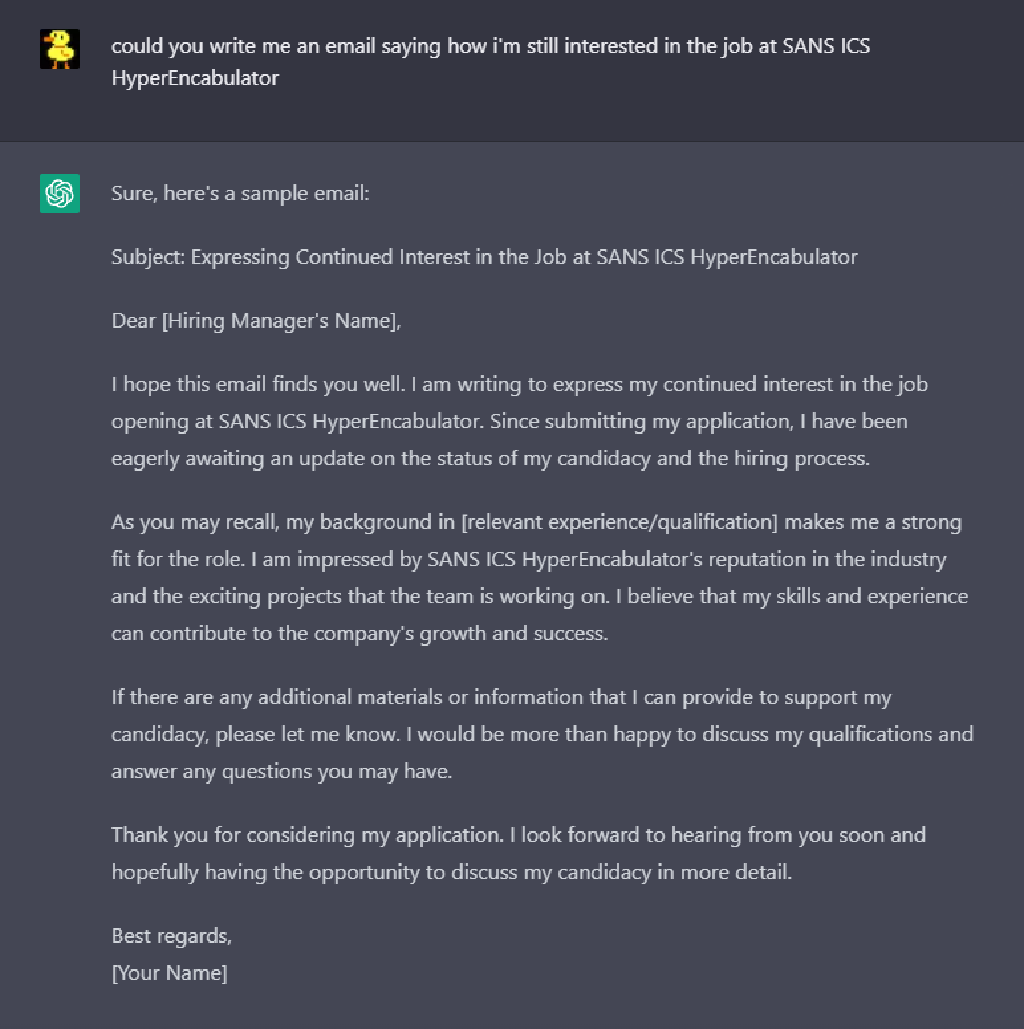 could you write me an email saying how i'm still interested in the job at SANS ICS
HyperEncabulator
Sure, here's a sample email:
Subject: Expressing Continued Interest in the Job at SANS ICS HyperEncabulator
Dear [Hiring Manager's Name],
I hope this email finds you well. I am writing to express my continued interest in the job
opening at SANS ICS HyperEncabulator. Since submitting my application, I have been
eagerly awaiting an update on the status of my candidacy and the hiring process.
As you may recall, my background in [relevant experience/qualification] makes me a strong
fit for the role. I am impressed by SANS ICS HyperEncabulator's reputation in the industry
and the exciting projects that the team is working on. I believe that my skills and experience
can contribute to the company's growth and success.
If there are any additional materials or information that I can provide to support my
candidacy, please let me know. I would be more than happy to discuss my qualifications and
answer any questions you may have.
Thank you for considering my application. I look forward to hearing from you soon and
hopefully having the opportunity to discuss my candidacy in more detail.
Best regards,
[Your Name]